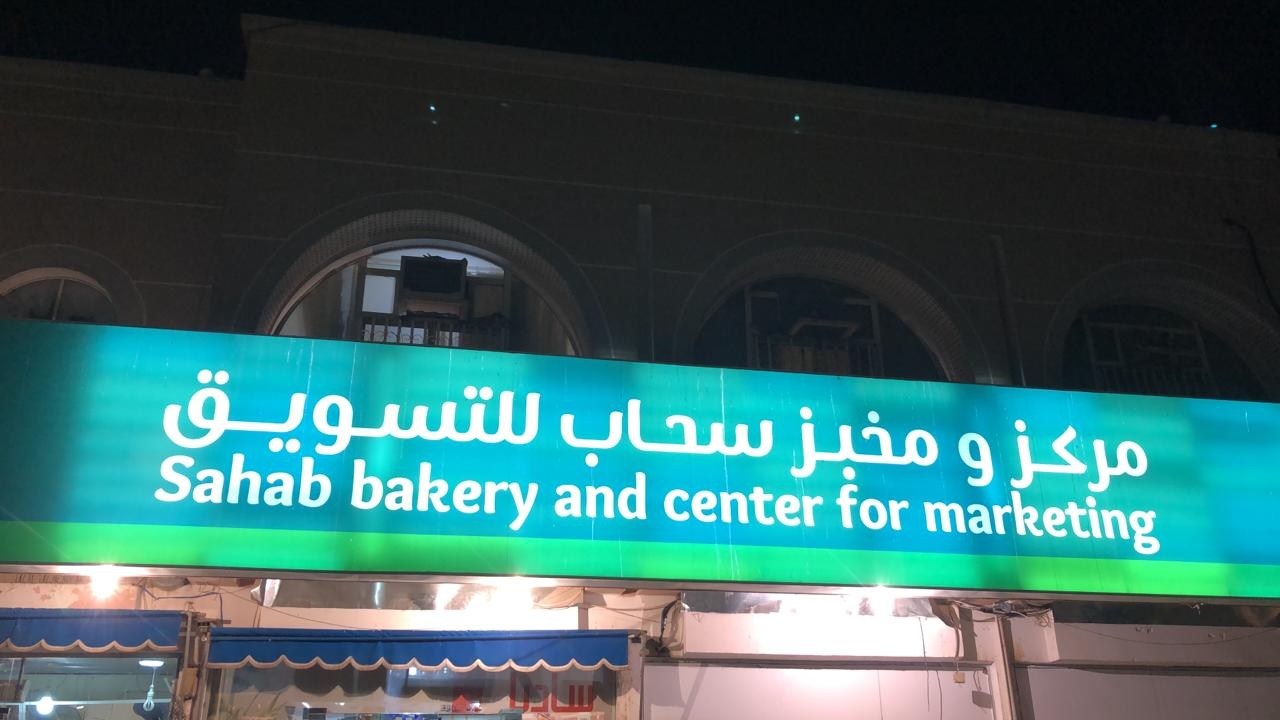 مركز و مخبز سحاب للتسويق
Sahab bakery and center for marketing